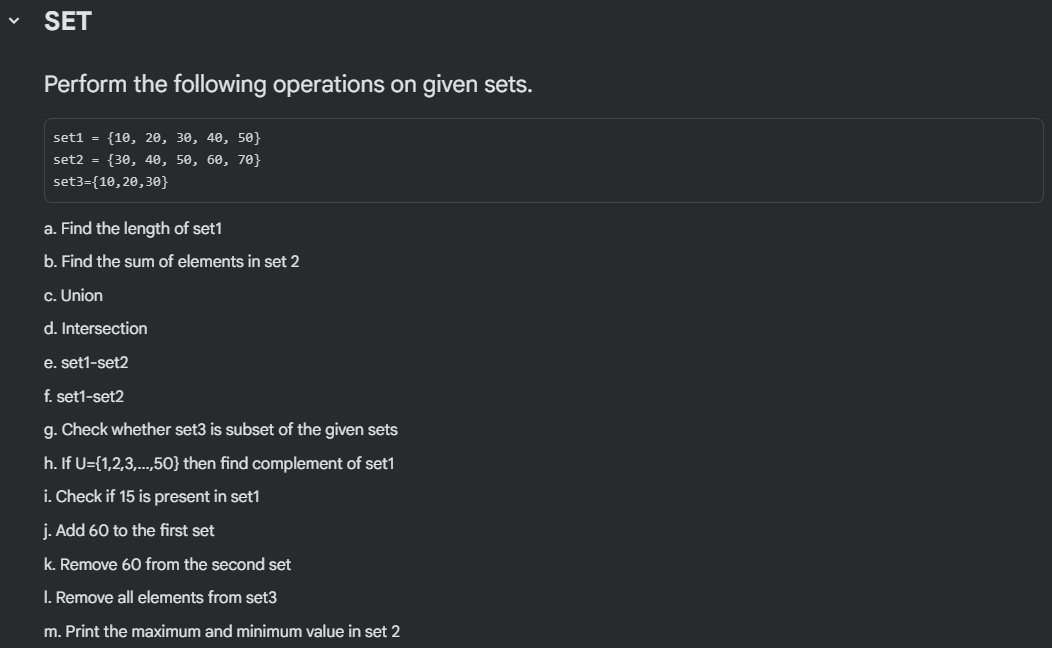 SET
Perform the following operations on given sets.
set1 = {10, 20, 30, 40, 50}
set2 = {30, 40, 50, 60, 70}
set3={10,20,30}
a. Find the length of set1
b. Find the sum of elements in set 2
c. Union
d. Intersection
e. set1-set2
f. set1-set2
g. Check whether set3 is subset of the given sets
h. If U={1,2,3,...,50} then find complement of set1
i. Check if 15 is present in set1
j. Add 60 to the first set
k. Remove 60 from the second set
l. Remove all elements from set3
m. Print the maximum and minimum value in set 2